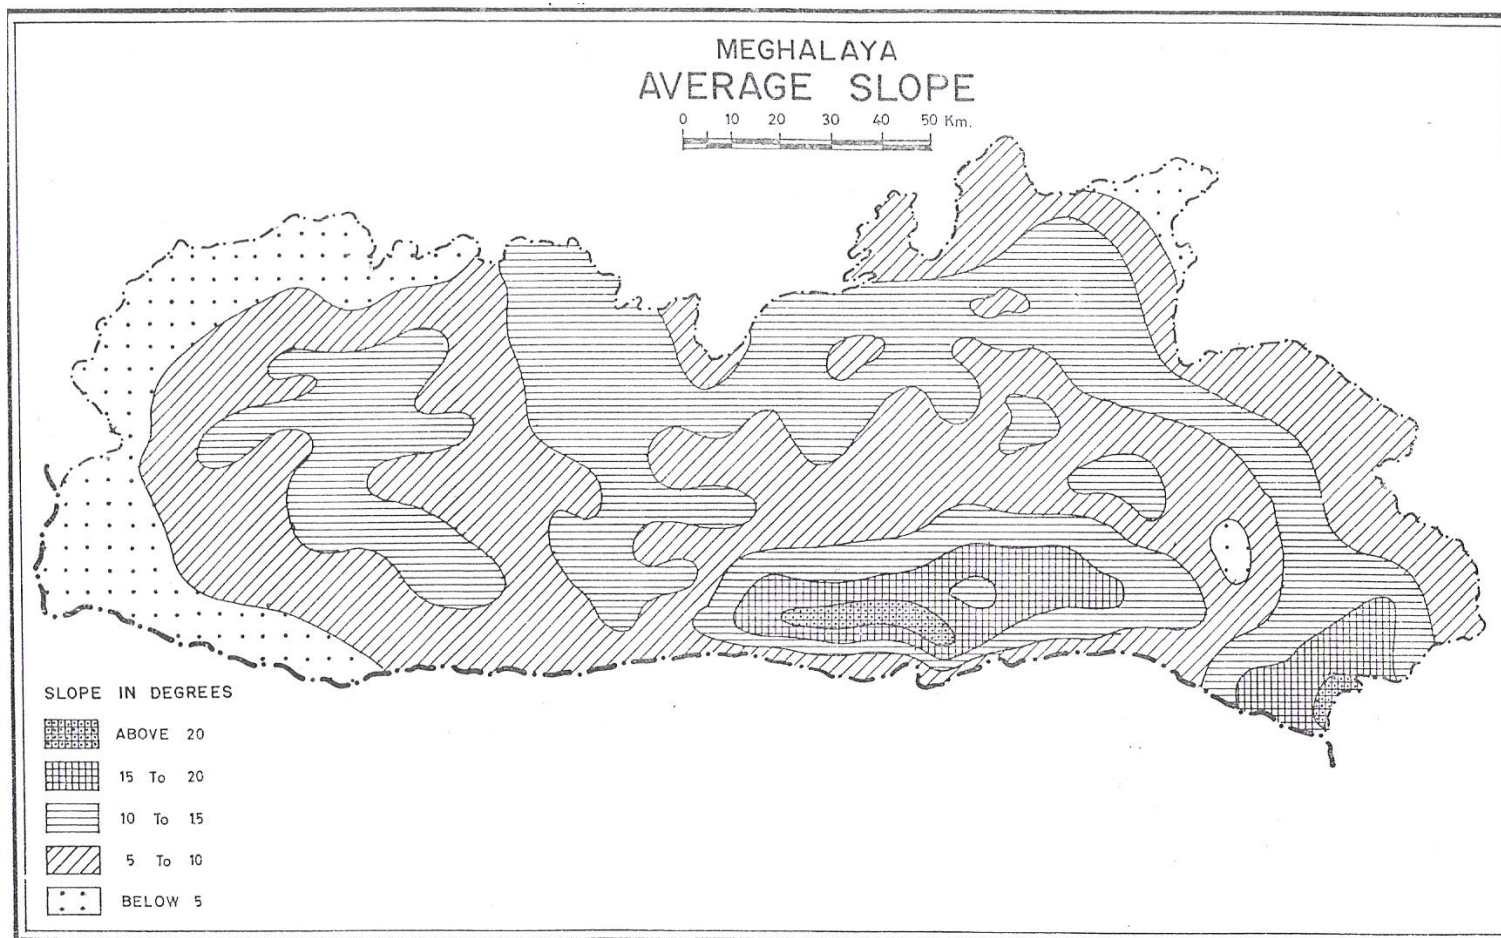 MEGHALAYA
AVERAGE SLOPE
0 10 20 30 40 50 Km.
SLOPE IN DEGREES
ABOVE 20
15 To 20
10 To 15
5 To 10
BELOW 5